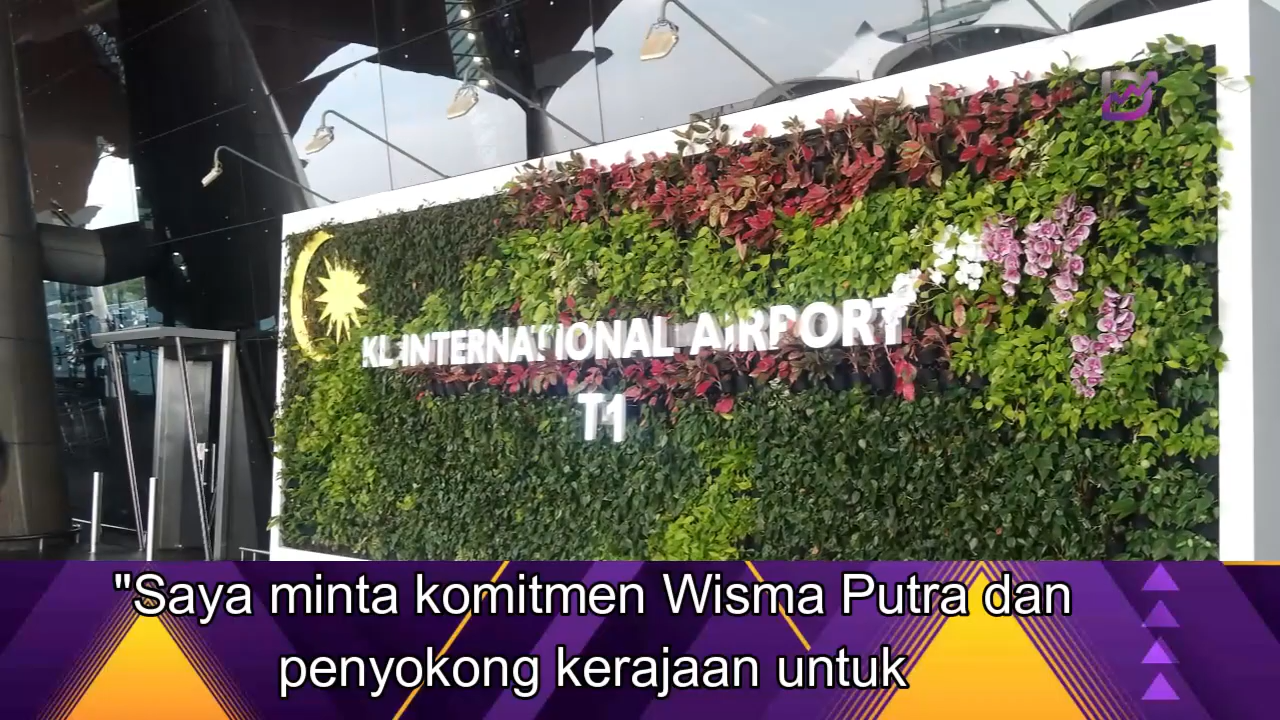 KL INTERNATIONAL AIRPORT
T1
"Saya minta komitmen Wisma Putra dan
penyokong kerajaan untuk